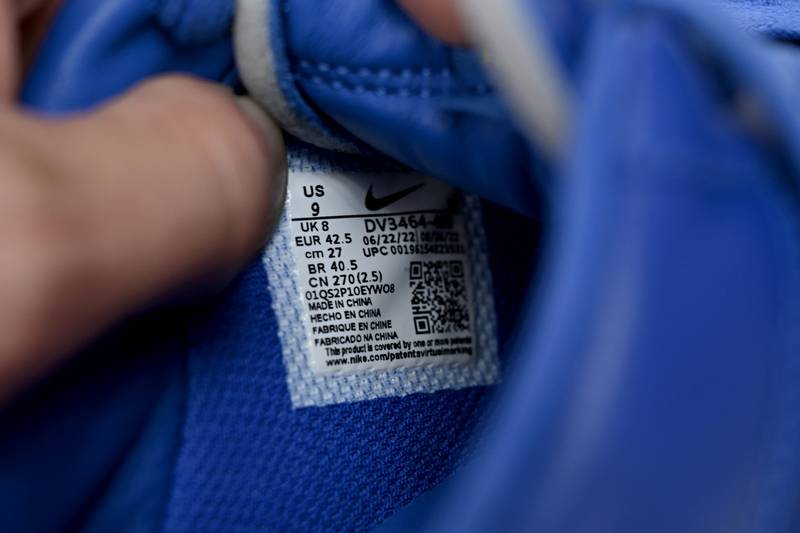 US
9
UK 8
EUR 42.5
cm 27
BR 40.5
CN 270 (2.5)
01QS2P10EYWO8
MADE IN CHINA
HECHO EN CHINA
FABRIQUE EN CHINE
FABRICADO NA CHINA
DV3464-
06/22/22
UPC
This product is covered by one or more patents
www.nike.com/patentsvirtualmarking